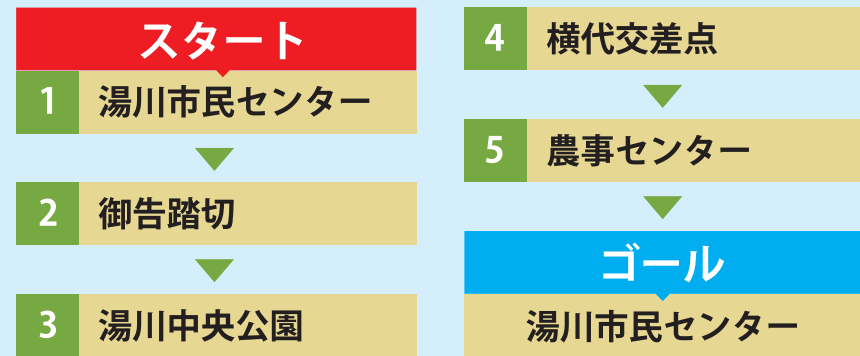 スタート
1 湯川市民センター
2 御告踏切
3 湯川中央公園
4 横代交差点
5 農事センター
ゴール
湯川市民センター